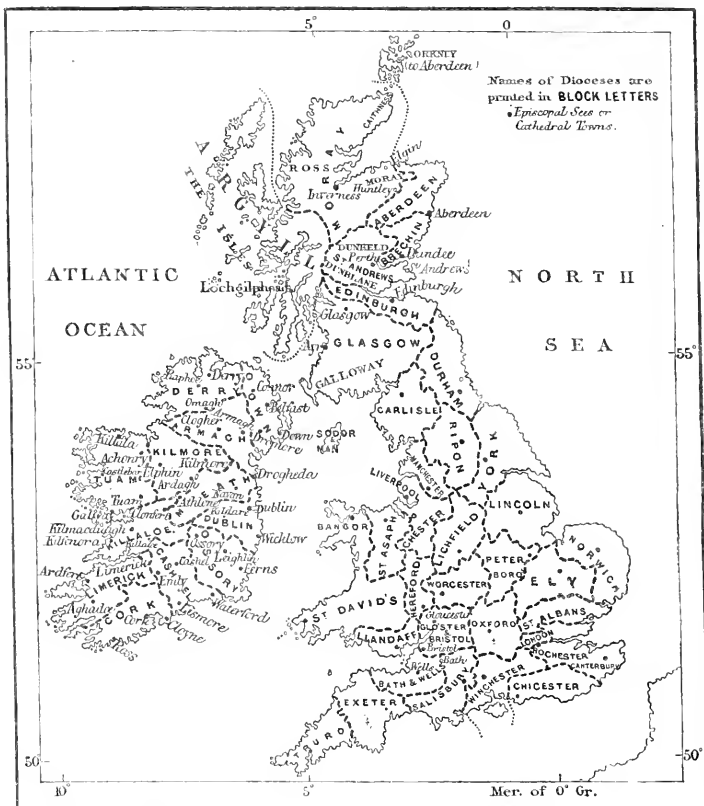 5°
0
ORKNEY
(to Aberdeen)
Names of Dioceses are
printed in BLOCK LETTERS
Episcopal Sees or
Cathedral Towns.
CAITHNESS
ROSS
MORAY
Elgin
MORAY
Huntley
Inverness
ARGILL
THE ISLES
ABERDEEN
Aberdeen
BRECHIN
DUNKELD
Perth
Dundee
ST ANDREWS
St Andrews
DUNBLANE
Lochgilphead
EDINBURGH
Edinburgh
Glasgow
Ayr
GLASGOW
GALLOWAY
ATLANTIC
OCEAN
NORTH
SEA
55
55°
Raphoe
Derry
DERRY
Connor
DOWN
Omagh
Belfast
Armagh
Clogher
ARMAGH
Down
Dromore
SODOR
MAN
Killala
KILMORE
Achonry
Kilmore
Castlebar
Elphin
TUAM
Ardagh
MEATH
Drogheda
Navan
Tuam
Athlone
Kildare
Dublin
Galway
Clonfert
DUBLIN
Kilmacduagh
Kilfenora
KILLALOE
Killaloe
Ossory
Wicklow
OSSORY
Leighlin
Ferns
Cashel
CASHEL
Ardfert
Limerick
LIMERICK
Emly
Waterford
Lismore
Aghadoe
CORK
Cork
Cloyne
Ross
DURHAM
CARLISLE
RIPON
YORK
MANCHESTER
LIVERPOOL
LINCOLN
BANGOR
ST ASAPH
CHESTER
LICHFIELD
NORWICH
PETERBORO
ELY
WORCESTER
HEREFORD
ST DAVID'S
Gloucester
GLOSTER
BRISTOL
Bristol
OXFORD
ST ALBANS
LONDON
LLANDAFF
ROCHESTER
CANTERBURY
Wells
Bath
BATH & WELLS
SALISBURY
WINCHESTER
CHICESTER
EXETER
TRURO
50
50°
10°
5°
Mer. of 0° Gr.